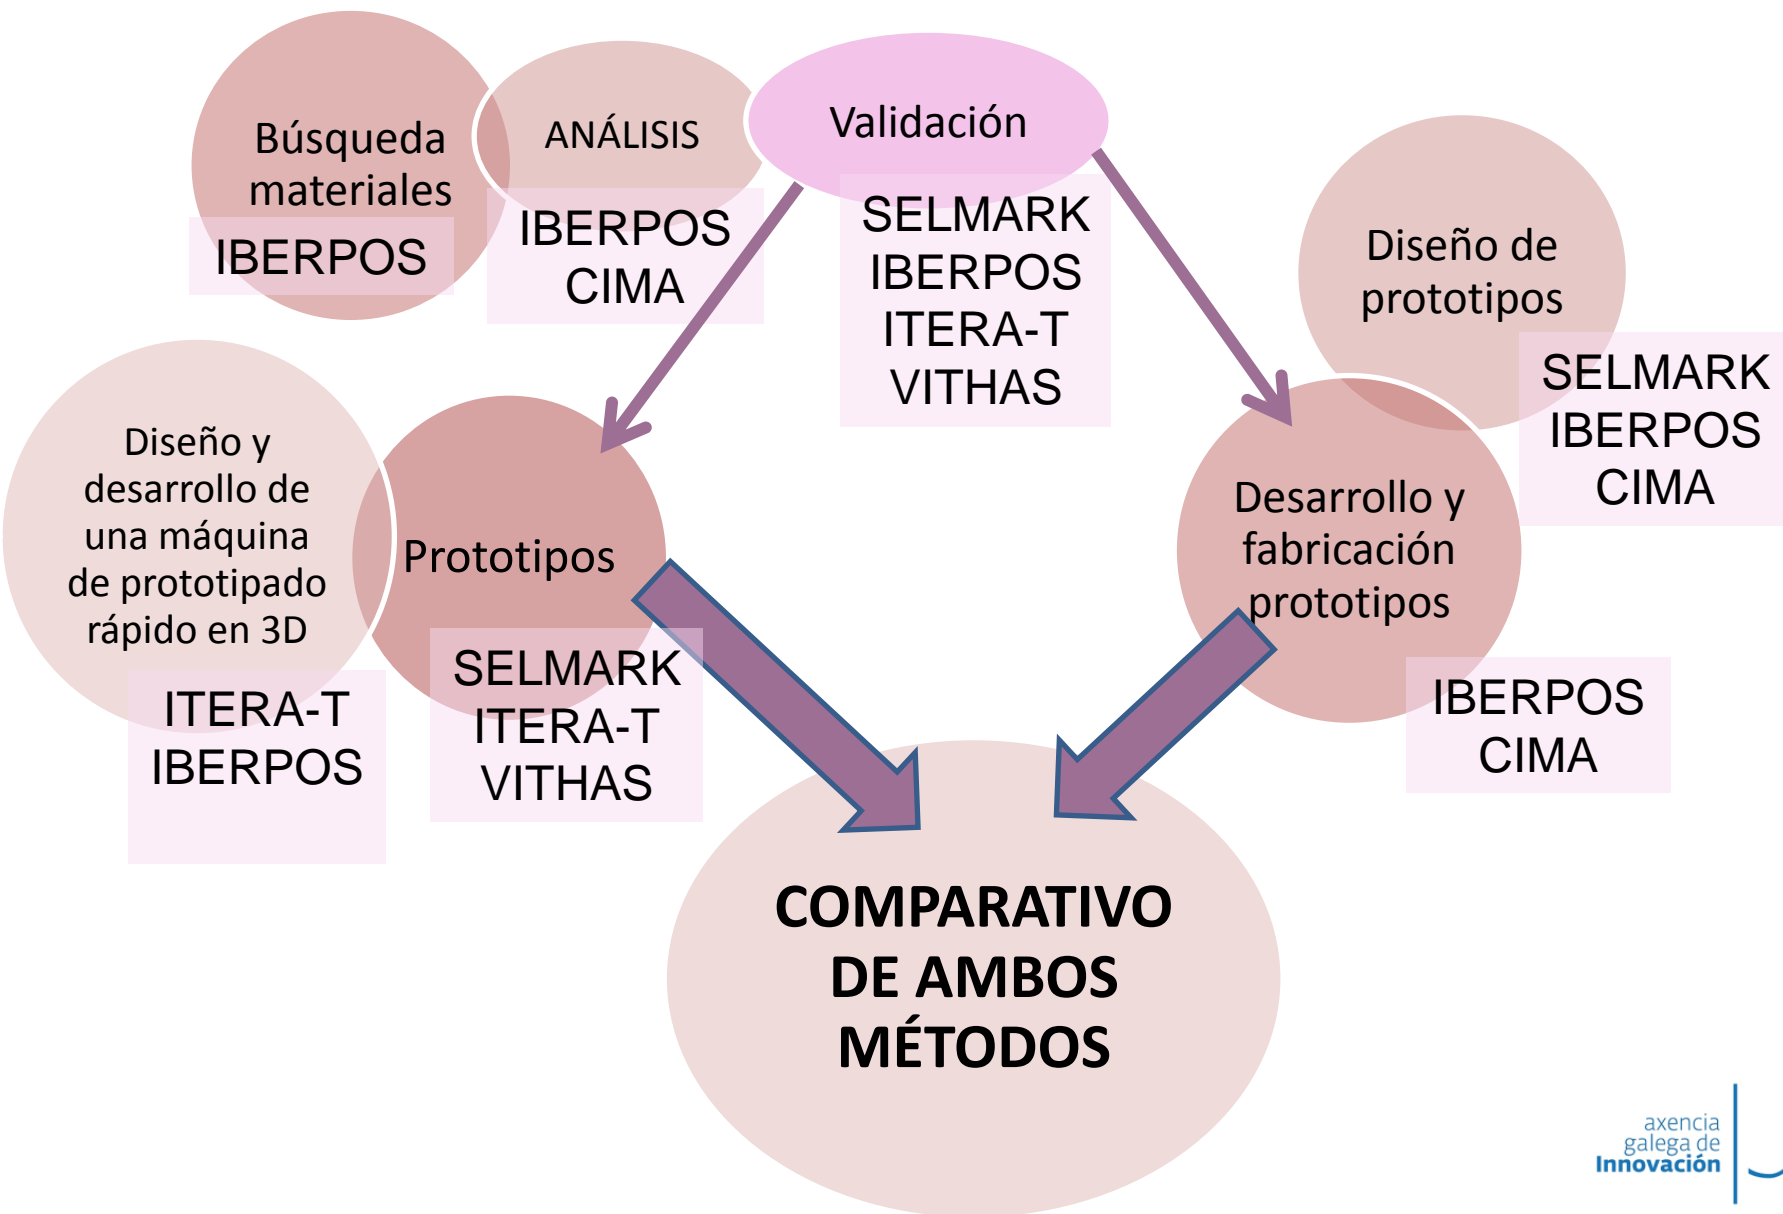 Búsqueda
materiales
IBERPOS
ANÁLISIS
IBERPOS
CIMA
Validación
SELMARK
IBERPOS
ITERA-T
VITHAS
Diseño de
prototipos
SELMARK
IBERPOS
CIMA
Diseño y
desarrollo de
una máquina
de prototipado
rápido en 3D
ITERA-T
IBERPOS
Prototipos
SELMARK
ITERA-T
VITHAS
Desarrollo y
fabricación
prototipos
IBERPOS
CIMA
COMPARATIVO
DE AMBOS
MÉTODOS
axencia
galega de
Innovación